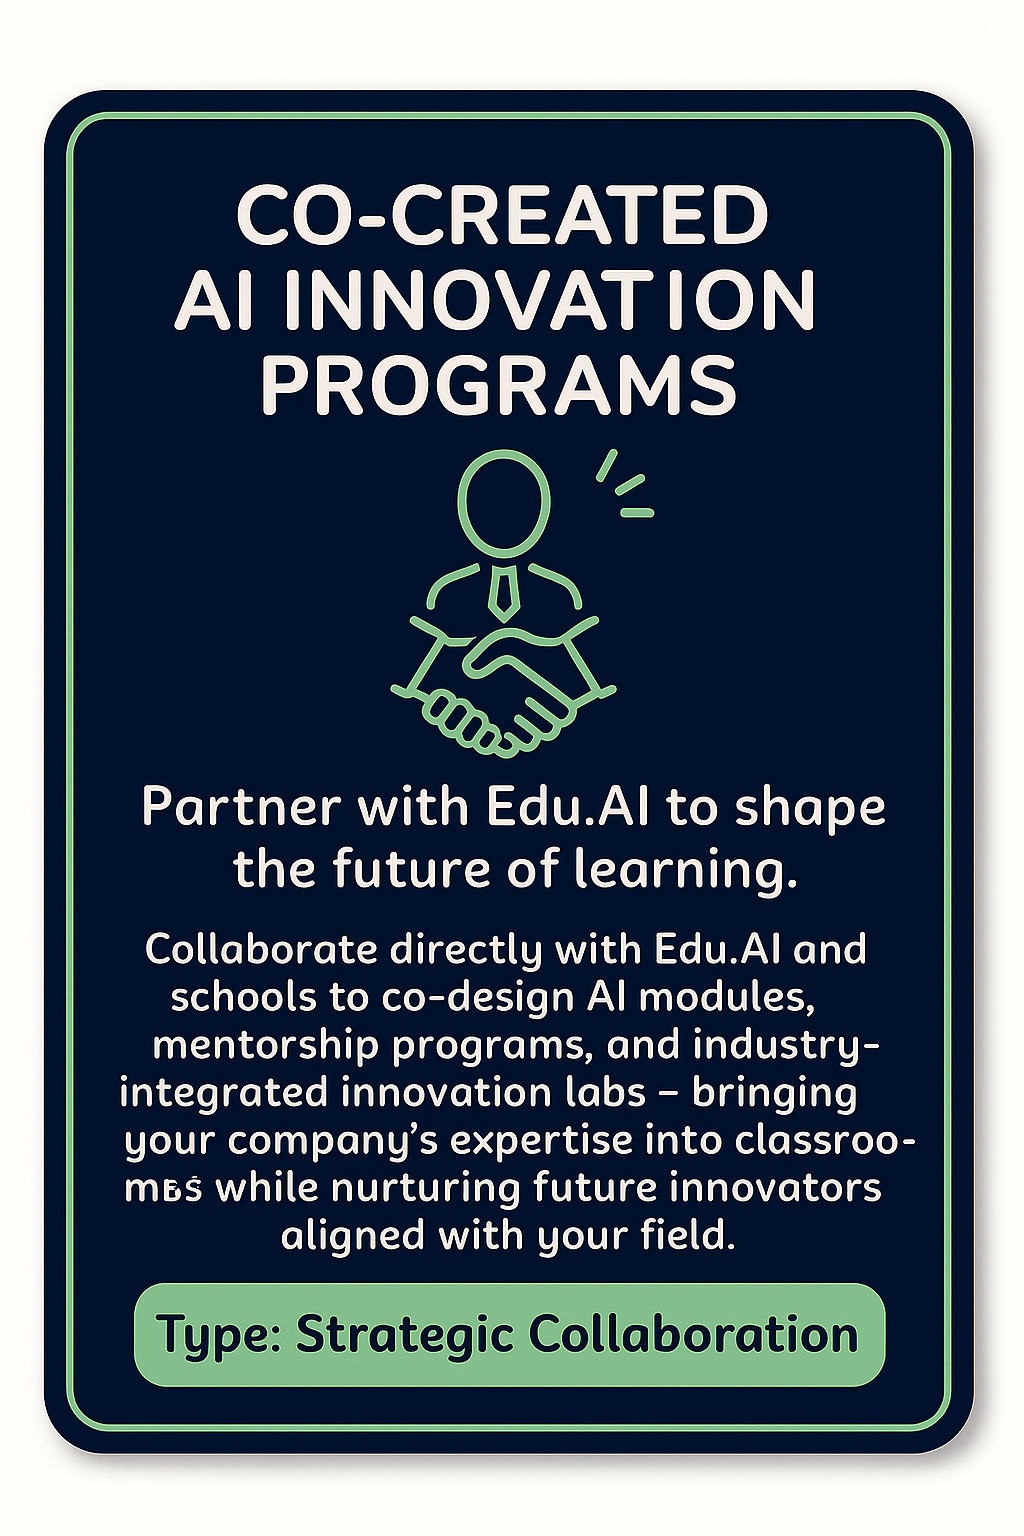 CO-CREATED
AI INNOVATION
PROGRAMS
Partner with Edu.AI to shape
the future of learning.
Collaborate directly with Edu.AI and
schools to co-design AI modules,
mentorship programs, and industry-
integrated innovation labs – bringing
your company’s expertise into classroo-
while nurturing future innovators
aligned with your field.
Type: Strategic Collaboration